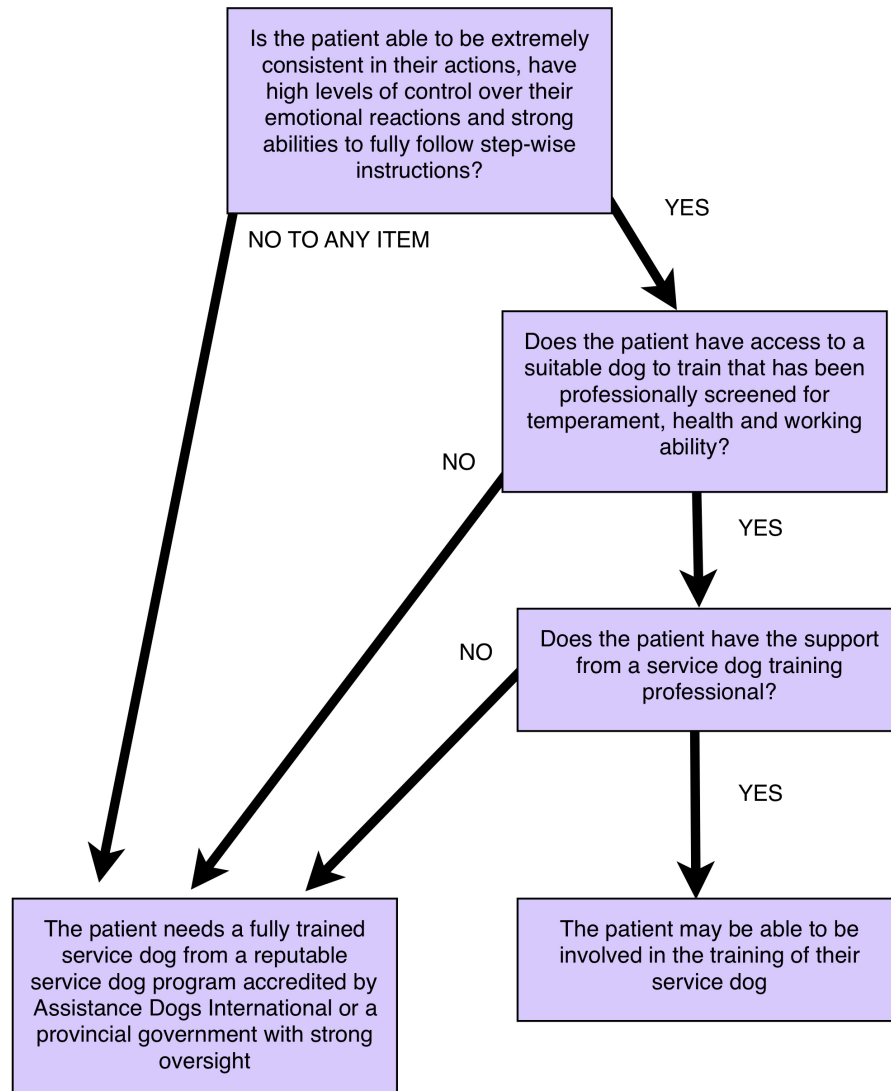 Is the patient able to be extremely
consistent in their actions, have
high levels of control over their
emotional reactions and strong
abilities to fully follow step-wise
instructions?
YES
NO TO ANY ITEM
Does the patient have access to a
suitable dog to train that has been
professionally screened for
temperament, health and working
ability?
NO
YES
Does the patient have the support
from a service dog training
professional?
NO
YES
The patient needs a fully trained
service dog from a reputable
service dog program accredited by
Assistance Dogs International or a
provincial government with strong
oversight
The patient may be able to be
involved in the training of their
service dog